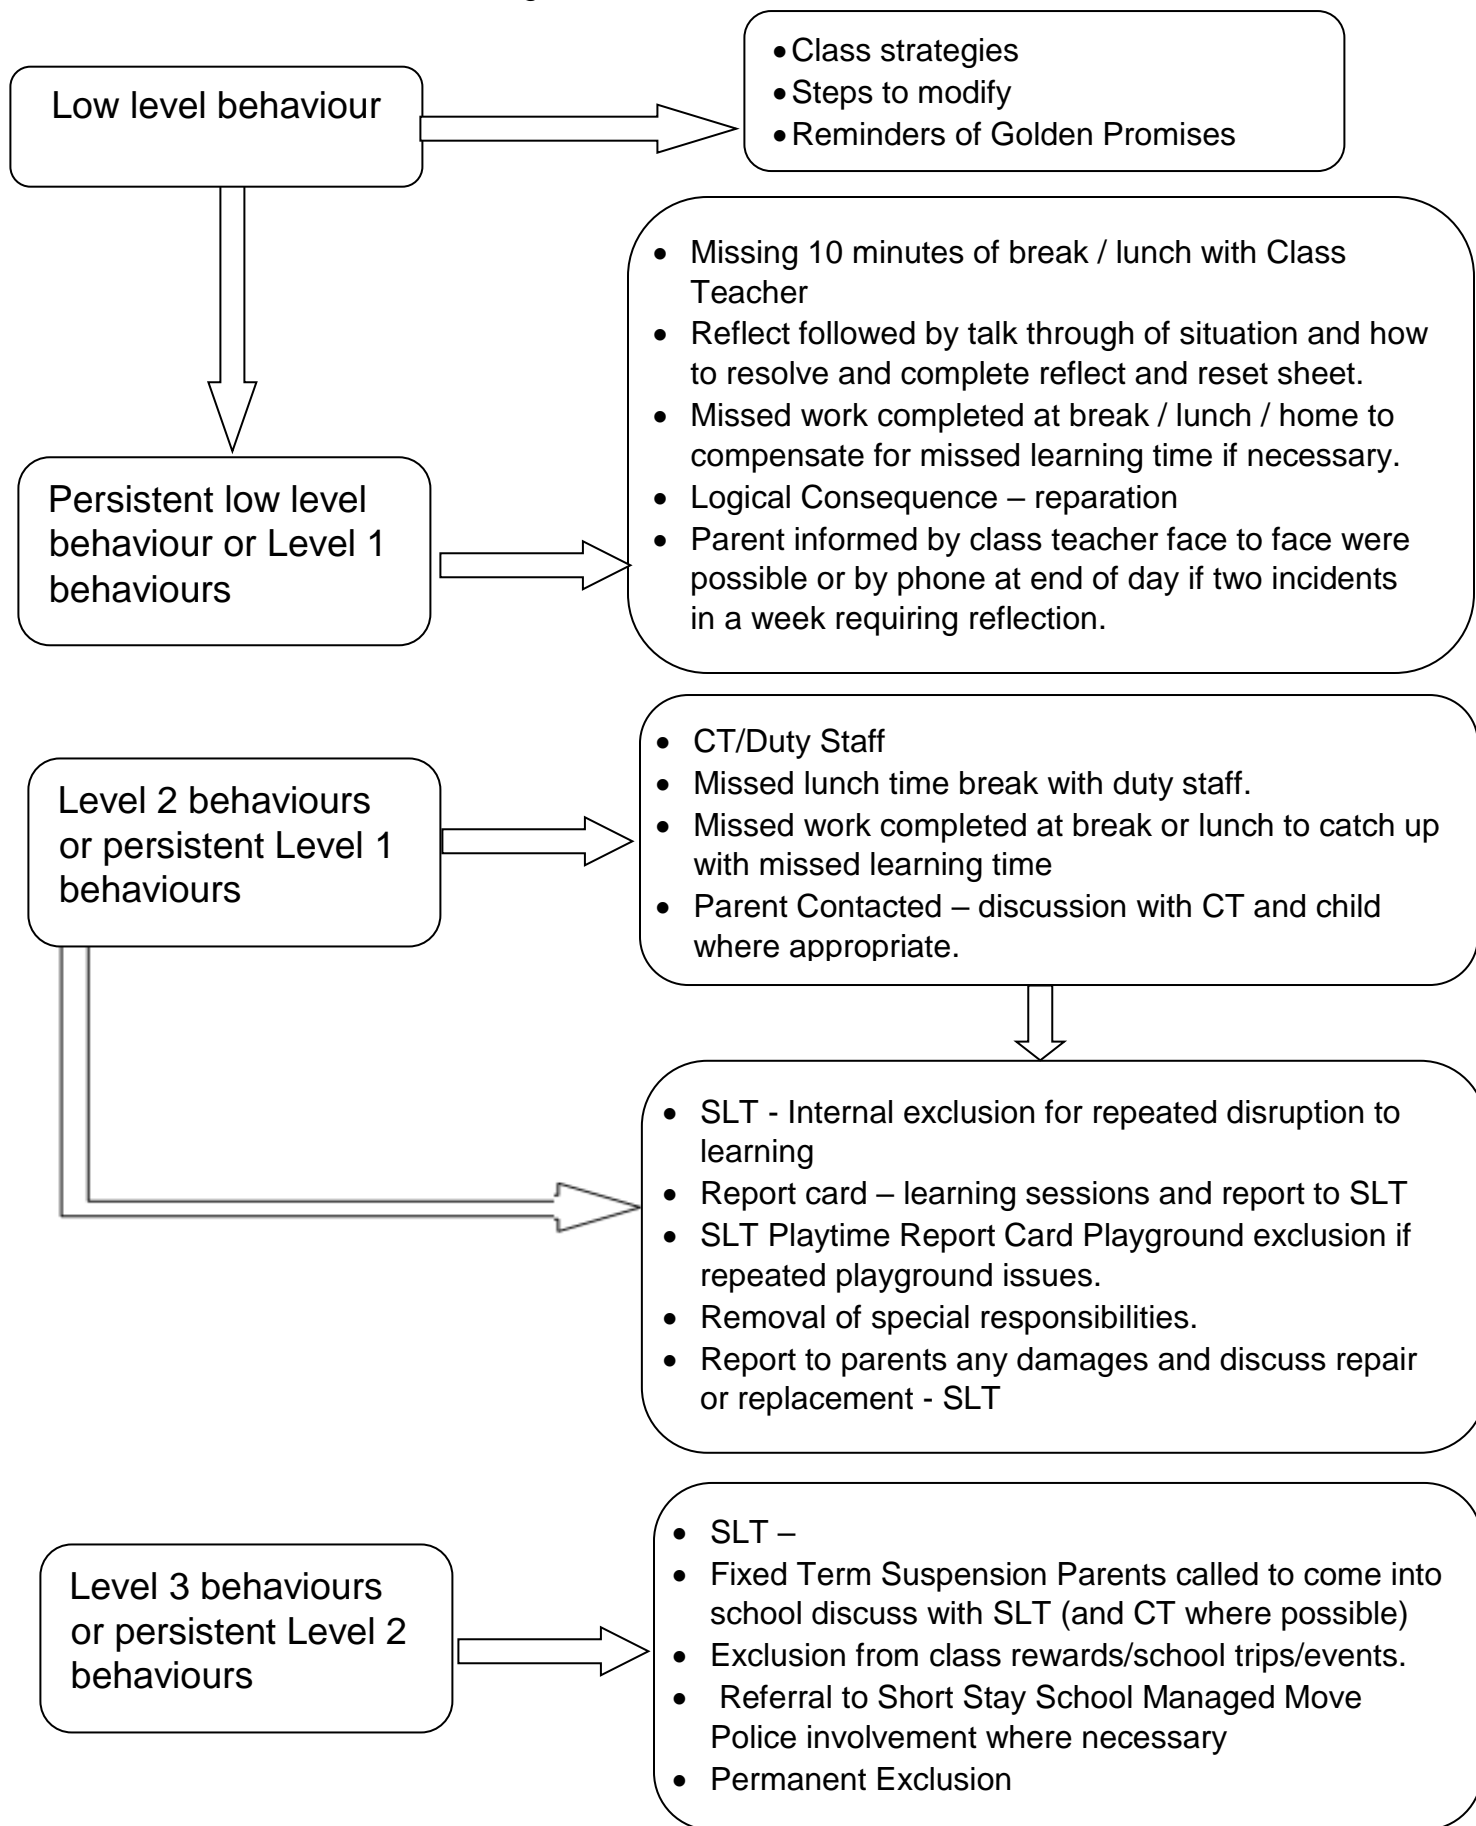 Low level behaviour
• Class strategies
• Steps to modify
• Reminders of Golden Promises
Persistent low level
behaviour or Level 1
behaviours
• Missing 10 minutes of break / lunch with Class
Teacher
• Reflect followed by talk through of situation and how
to resolve and complete reflect and reset sheet.
• Missed work completed at break / lunch / home to
compensate for missed learning time if necessary.
• Logical Consequence – reparation
• Parent informed by class teacher face to face were
possible or by phone at end of day if two incidents
in a week requiring reflection.
Level 2 behaviours
or persistent Level 1
behaviours
• CT/Duty Staff
• Missed lunch time break with duty staff.
• Missed work completed at break or lunch to catch up
with missed learning time
• Parent Contacted – discussion with CT and child
where appropriate.
• SLT - Internal exclusion for repeated disruption to
learning
• Report card – learning sessions and report to SLT
• SLT Playtime Report Card Playground exclusion if
repeated playground issues.
• Removal of special responsibilities.
• Report to parents any damages and discuss repair
or replacement - SLT
Level 3 behaviours
or persistent Level 2
behaviours
• SLT –
• Fixed Term Suspension Parents called to come into
school discuss with SLT (and CT where possible)
• Exclusion from class rewards/school trips/events.
• Referral to Short Stay School Managed Move
Police involvement where necessary
• Permanent Exclusion